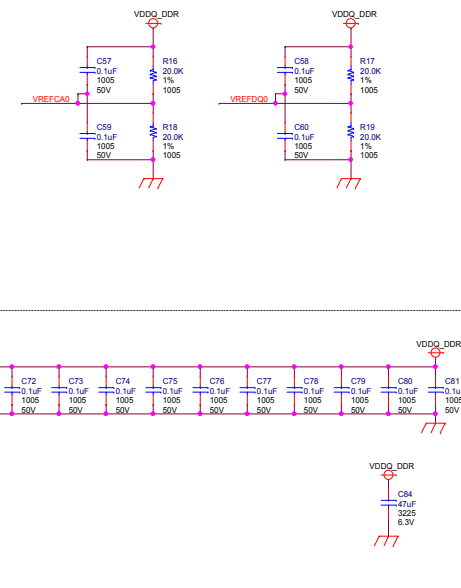 VDDQ_DDR
VDDQ_DDR
C57
0.1uF
1005
50V
R16
20.0K
1%
1005
C58
0.1uF
1005
50V
R17
20.0K
1%
1005
VREFCA0
VREFDQ0
C59
0.1uF
1005
50V
R18
20.0K
1%
1005
C60
0.1uF
1005
50V
R19
20.0K
1%
1005
VDDQ_DDR
C72
0.1uF
1005
50V
C73
0.1uF
1005
50V
C74
0.1uF
1005
50V
C75
0.1uF
1005
50V
C76
0.1uF
1005
50V
C77
0.1uF
1005
50V
C78
0.1uF
1005
50V
C79
0.1uF
1005
50V
C80
0.1uF
1005
50V
C81
0.1u
1005
50V
VDDQ_DDR
C84
47uF
3225
6.3V